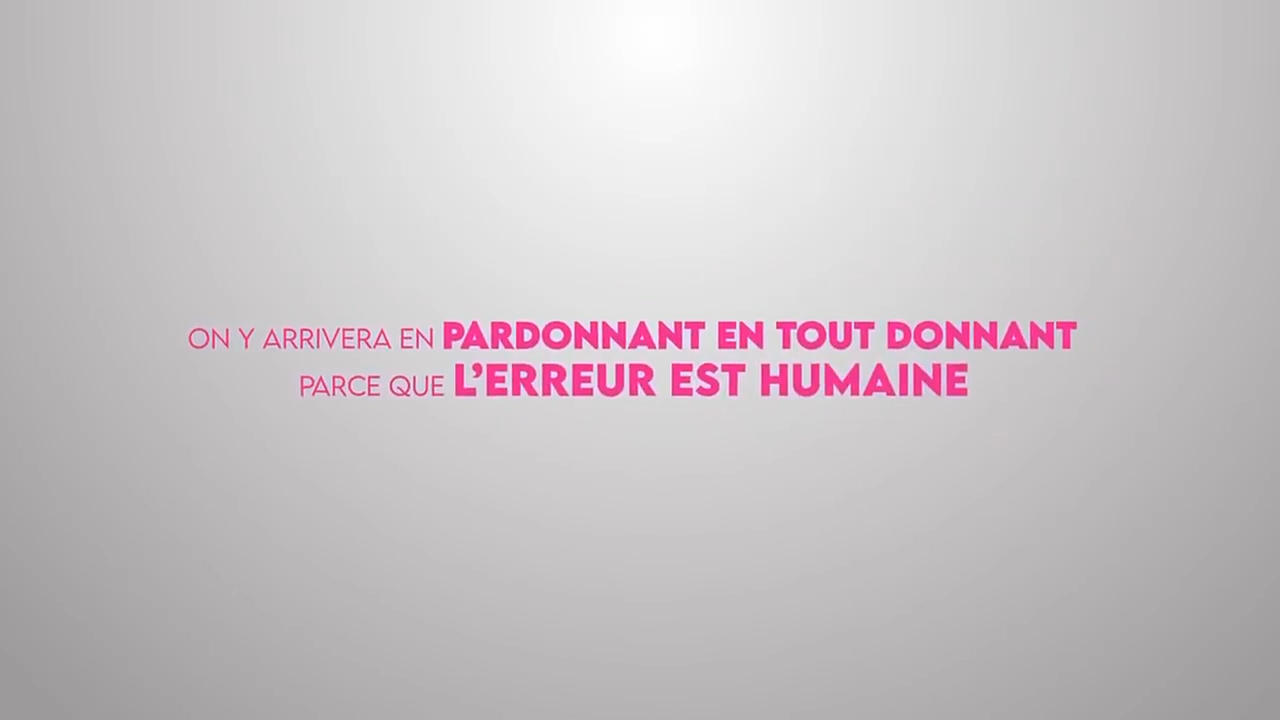 ON Y ARRIVERA EN PARDONNANT EN TOUT DONNANT
PARCE QUE L’ERREUR EST HUMAINE